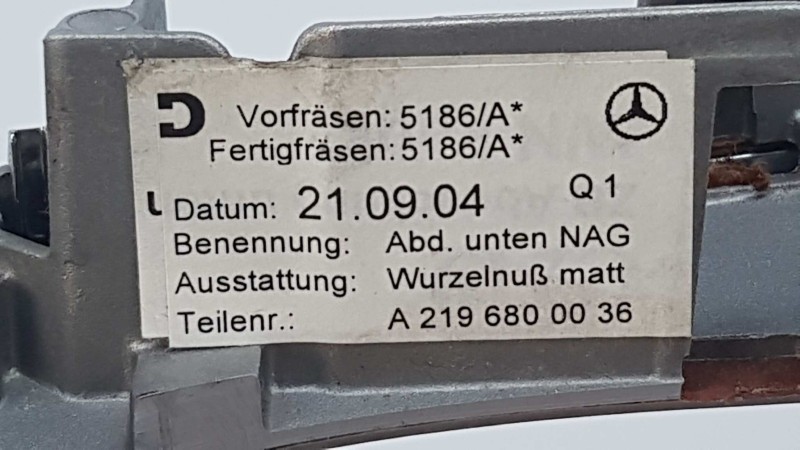 Vorfräsen: 5186/A*
Fertigfräsen: 5186/A*
Datum: 21.09.04 Q 1
Benennung: Abd. unten NAG
Ausstattung: Wurzelnuß matt
Teilenr.: A 219 680 00 36